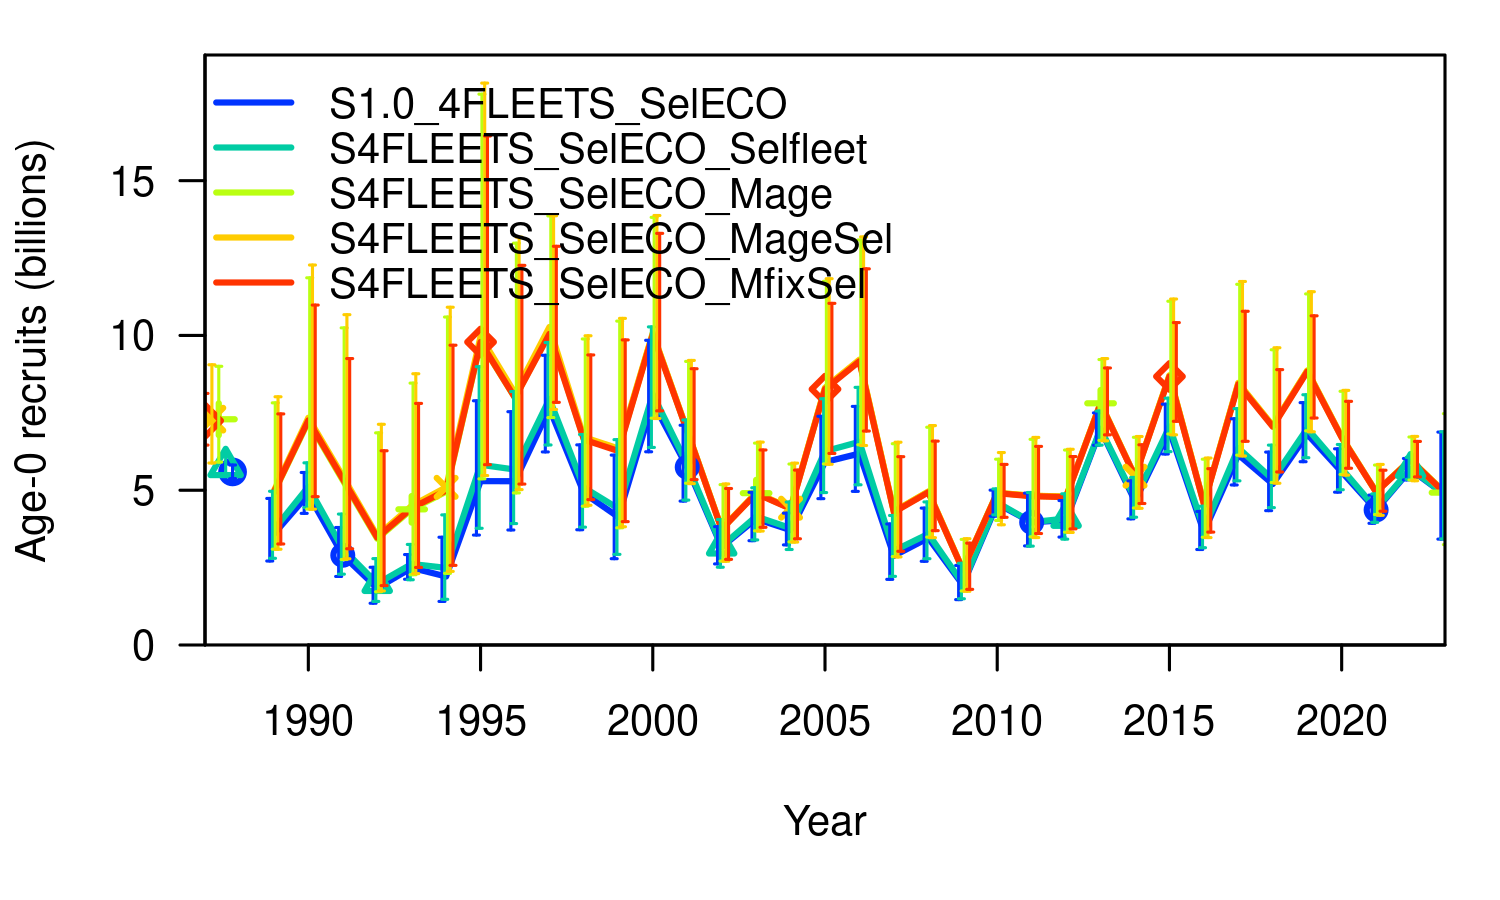 S1.0_4FLEETS_SelECO
S4FLEETS_SelECO_Selfleet
S4FLEETS_SelECO_Mage
S4FLEETS_SelECO_MageSel
S4FLEETS_SelECO_MfixSel
Age-0 recruits (billions)
15
10
5
0
1990 1995 2000 2005 2010 2015 2020
Year